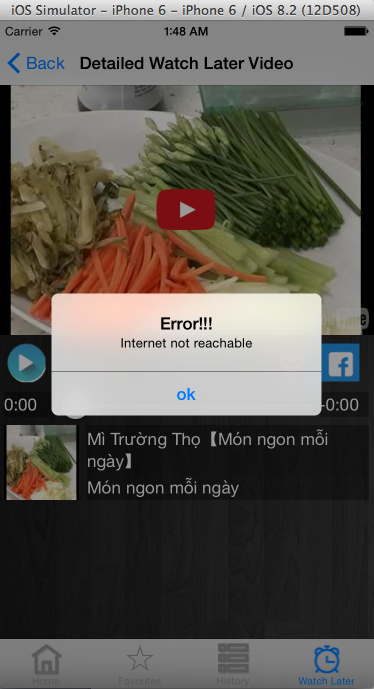 iOS Simulator – iPhone 6 – iPhone 6 / iOS 8.2 (12D508)
Carrier 1:48 AM
Back Detailed Watch Later Video
Error!!!
Internet not reachable
ok
0:00 -0:00
Mì Trường Thọ【Món ngon mỗi
ngày】
Món ngon mỗi ngày
Home Favorites History Watch Later